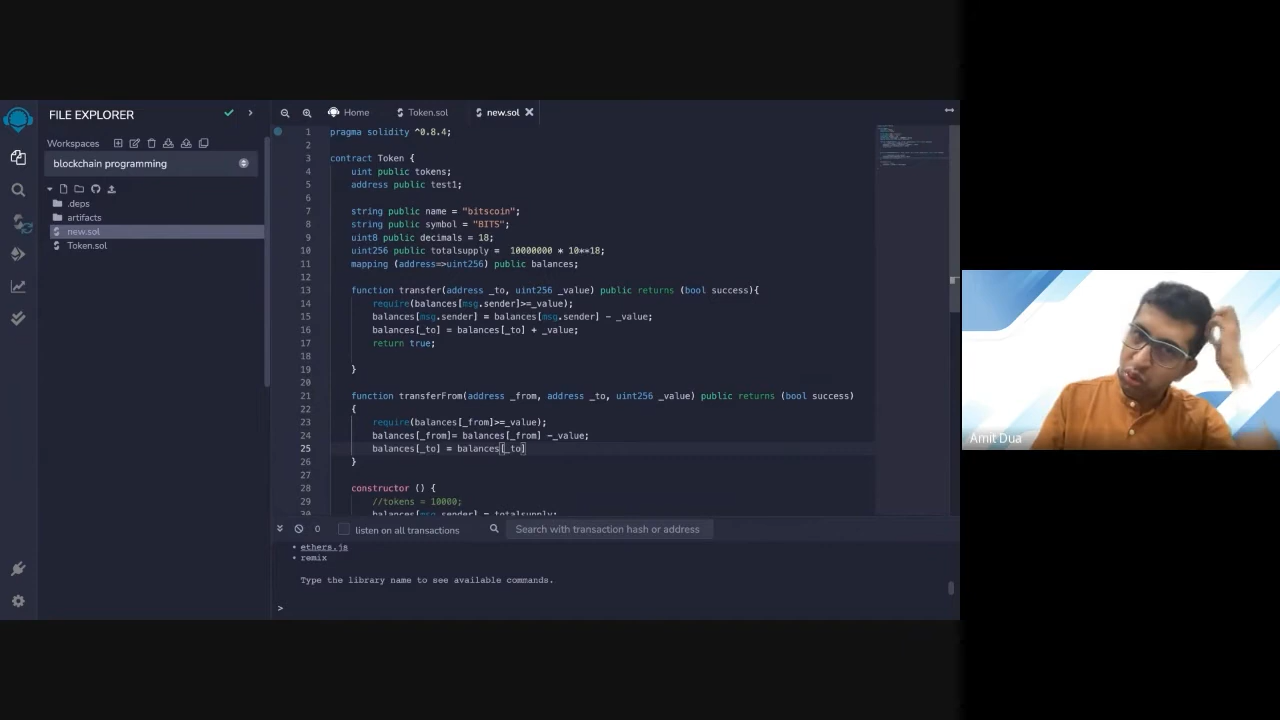 FILE EXPLORER
Workspaces
blockchain programming
.deps
artifacts
new.sol
Token.sol
Home
Token.sol
new.sol
1 pragma solidity ^0.8.4;
2
3 contract Token {
4 uint public tokens;
5 address public test1;
6
7 string public name = "bitscoin";
8 string public symbol = "BITS";
9 uint8 public decimals = 18;
10 uint256 public totalsupply = 10000000 * 10**18;
11 mapping (address=>uint256) public balances;
12
13 function transfer(address _to, uint256 _value) public returns (bool success){
14 require(balances[msg.sender]>=_value);
15 balances[msg.sender] = balances[msg.sender] - _value;
16 balances[_to] = balances[_to] + _value;
17 return true;
18
19 }
20
21 function transferFrom(address _from, address _to, uint256 _value) public returns (bool success)
22 {
23 require(balances[_from]>=_value);
24 balances[_from]= balances[_from] -_value;
25 balances[_to] = balances[_to]
26 }
27
28 constructor () {
29 //tokens = 10000;
30 balances[msg.sender] = totalsupply;
0
listen on all transactions
Search with transaction hash or address
• ethers.js
• remix
Type the library name to see available commands.
>
Amit Dua